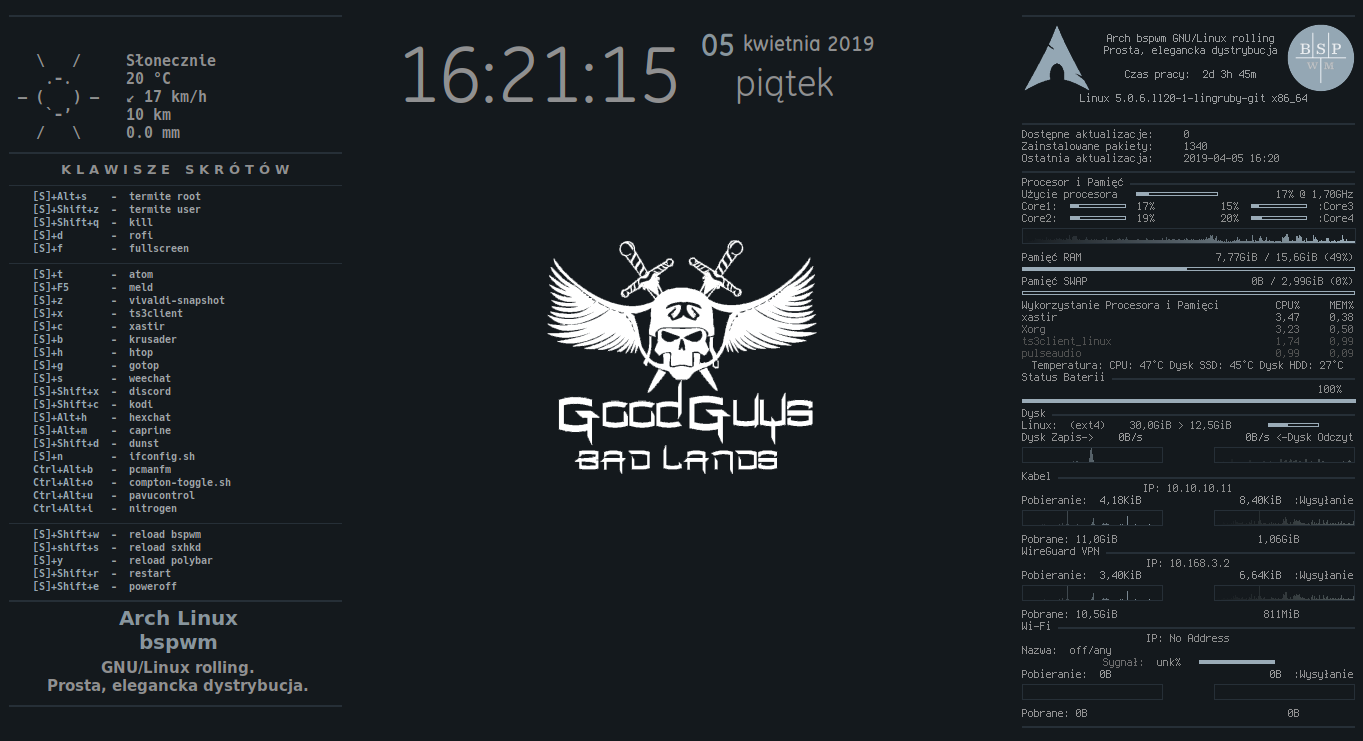 \ /
.-.
― ( ) ―
`-’
/ \
Słonecznie
20 °C
↙ 17 km/h
10 km
0.0 mm
KLAWISZE SKRÓTÓW
[S]+Alt+s - termite root
[S]+Shift+z - termite user
[S]+Shift+q - kill
[S]+d - rofi
[S]+f - fullscreen
[S]+t - atom
[S]+F5 - meld
[S]+z - vivaldi-snapshot
[S]+x - ts3client
[S]+c - xastir
[S]+b - krusader
[S]+h - htop
[S]+g - gotop
[S]+s - weechat
[S]+Shift+x - discord
[S]+Shift+c - kodi
[S]+Alt+h - hexchat
[S]+Alt+m - caprine
[S]+Shift+d - dunst
[S]+n - ifconfig.sh
Ctrl+Alt+b - pcmanfm
Ctrl+Alt+o - compton-toggle.sh
Ctrl+Alt+u - pavucontrol
Ctrl+Alt+i - nitrogen
[S]+Shift+w - reload bspwm
[S]+shift+s - reload sxhkd
[S]+y - reload polybar
[S]+Shift+r - restart
[S]+Shift+e - poweroff
Arch Linux
bspwm
GNU/Linux rolling.
Prosta, elegancka dystrybucja.
16:21:15
05 kwietnia 2019
piątek
GoodGuys
BAD LANDS
Arch bspwm GNU/Linux rolling
Prosta, elegancka dystrybucja
Czas pracy: 2d 3h 45m
Linux 5.0.6.1120-1-lingruby-git x86_64
BSP
WM
Dostępne aktualizacje: 0
Zainstalowane pakiety: 1340
Ostatnia aktualizacja: 2019-04-05 16:20
Procesor i Pamięć
Użycie procesora 17% @ 1,70GHz
Core1: 17% 15% :Core3
Core2: 19% 20% :Core4
Pamięć RAM 7,77GiB / 15,6GiB (49%)
Pamięć SWAP 0B / 2,99GiB (0%)
Wykorzystanie Procesora i Pamięci CPU% MEM%
xastir 3,47 0,38
Xorg 3,23 0,50
ts3client_linux 1,74 0,99
pulseaudio 0,99 0,09
Temperatura: CPU: 47°C Dysk SSD: 45°C Dysk HDD: 27°C
Status Baterii
100%
Dysk
Linux: (ext4) 30,0GiB > 12,5GiB
Dysk Zapis-> 0B/s 0B/s <-Dysk Odczyt
Kabel
IP: 10.10.10.11
Pobieranie: 4,18KiB 8,40KiB :Wysyłanie
Pobrane: 11,0GiB 1,06GiB
WireGuard VPN
IP: 10.168.3.2
Pobieranie: 3,40KiB 6,64KiB :Wysyłanie
Pobrane: 10,5GiB 811MiB
Wi-Fi
IP: No Address
Nazwa: off/any
Sygnał: unk%
Pobieranie: 0B 0B :Wysyłanie
Pobrane: 0B 0B